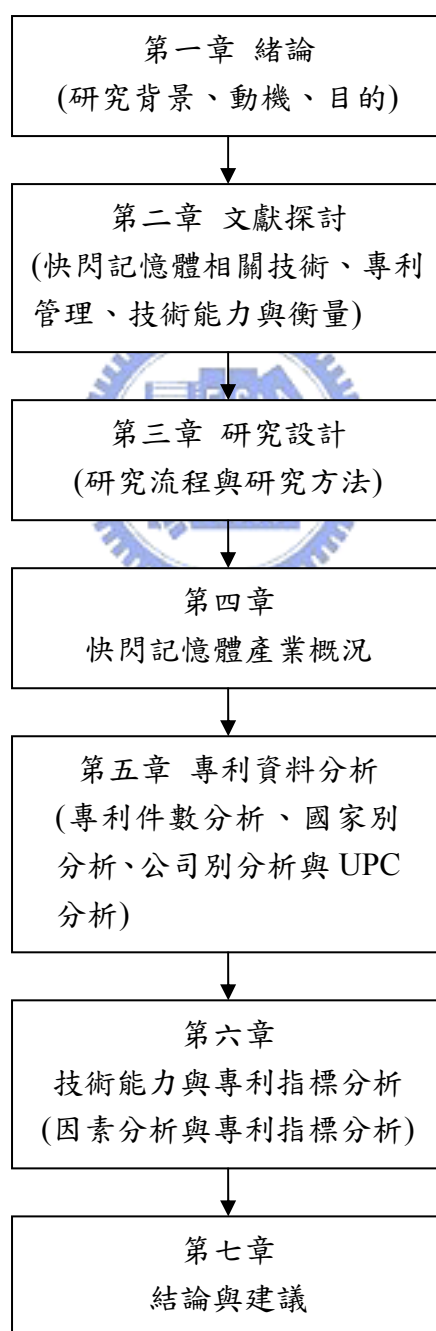 第一章 緒論
(研究背景、動機、目的)
第二章 文獻探討
(快閃記憶體相關技術、專利
管理、技術能力與衡量)
第三章 研究設計
(研究流程與研究方法)
第四章
快閃記憶體產業概況
第五章 專利資料分析
(專利件數分析、國家別
分析、公司別分析與 UPC
分析)
第六章
技術能力與專利指標分析
(因素分析與專利指標分析)
第七章
結論與建議